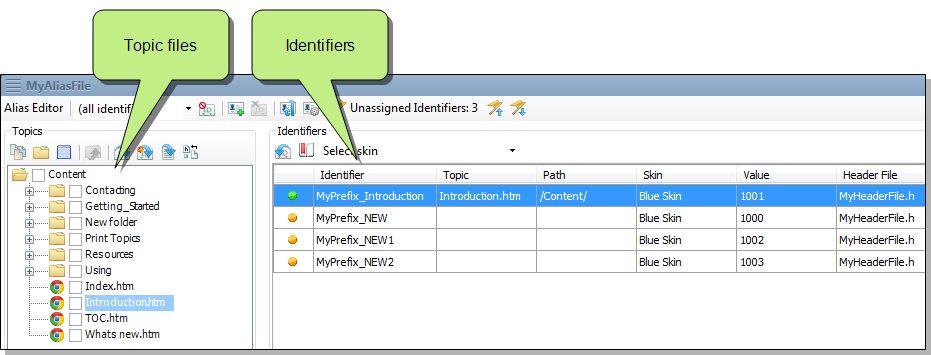 Topic files
Identifiers
MyAliasFile
Alias Editor (all identif Unassigned Identifiers: 3
Topics
Identifiers
Select skin
Identifier Topic Path Skin Value Header File
MyPrefix_Introduction Introduction.htm /Content/ Blue Skin 1001 MyHeaderFile.h
MyPrefix_NEW Blue Skin 1000 MyHeaderFile.h
MyPrefix_NEW1 Blue Skin 1002 MyHeaderFile.h
MyPrefix_NEW2 Blue Skin 1003 MyHeaderFile.h
Content
Contacting
Getting_Started
New folder
Print Topics
Resources
Using
Index.htm
Introduction.htm
TOC.htm
Whats new.htm